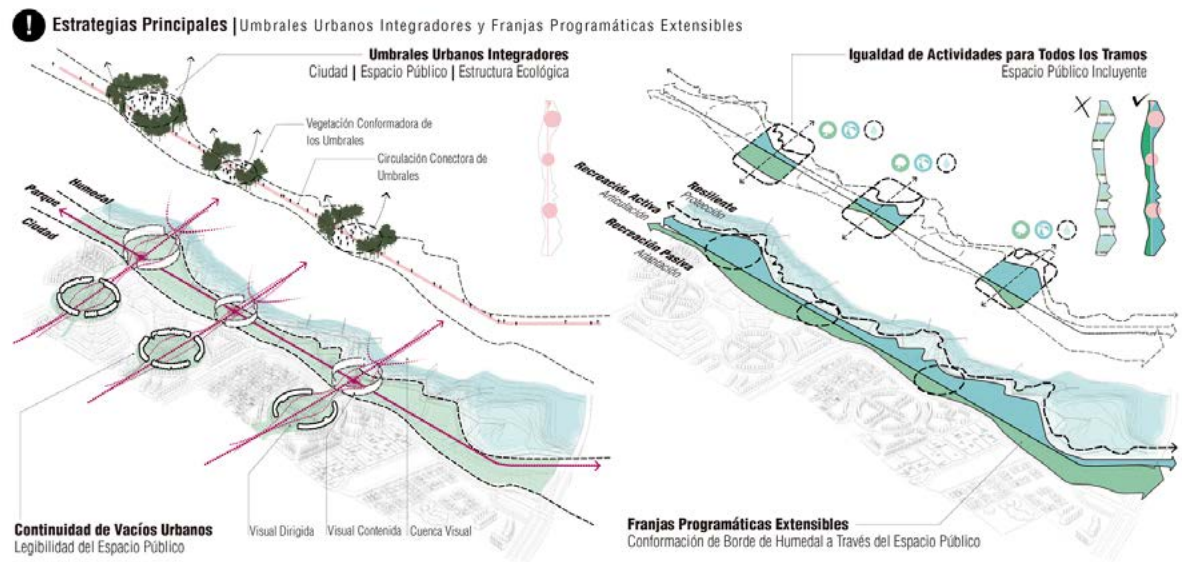 ! Estrategias Principales | Umbrales Urbanos Integradores y Franjas Programáticas Extensibles
Umbrales Urbanos Integradores
Ciudad | Espacio Público | Estructura Ecológica
Vegetación Conformadora de
los Umbrales
Circulación Conectora de
Umbrales
Humedal
Parque
Ciudad
Continuidad de Vacíos Urbanos
Legibilidad del Espacio Público
Visual Dirigida
Visual Contenida
Cuenca Visual
Igualdad de Actividades para Todos los Tramos
Espacio Público Incluyente
Resiliente
Protección
Recreación Activa
Articulación
Recreación Pasiva
Adaptación
Franjas Programáticas Extensibles
Conformación de Borde de Humedal a Través del Espacio Público